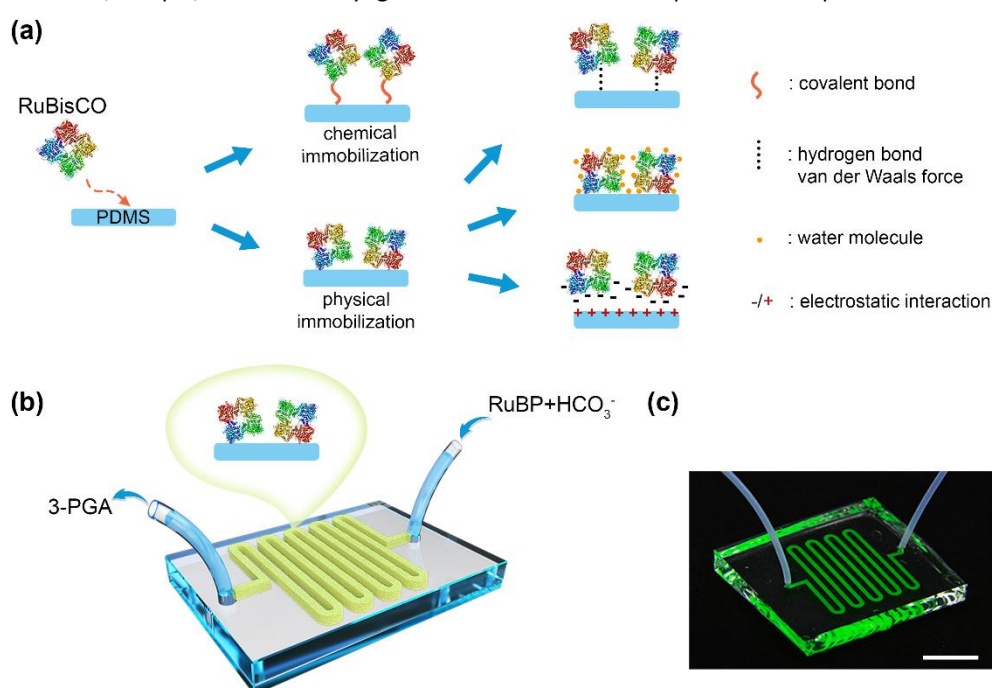 (a)
RuBisCO
PDMS
chemical
immobilization
physical
immobilization
: covalent bond
: hydrogen bond
van der Waals force
: water molecule
-/+ : electrostatic interaction
(b)
RuBP+HCO₃⁻
3-PGA
(c)